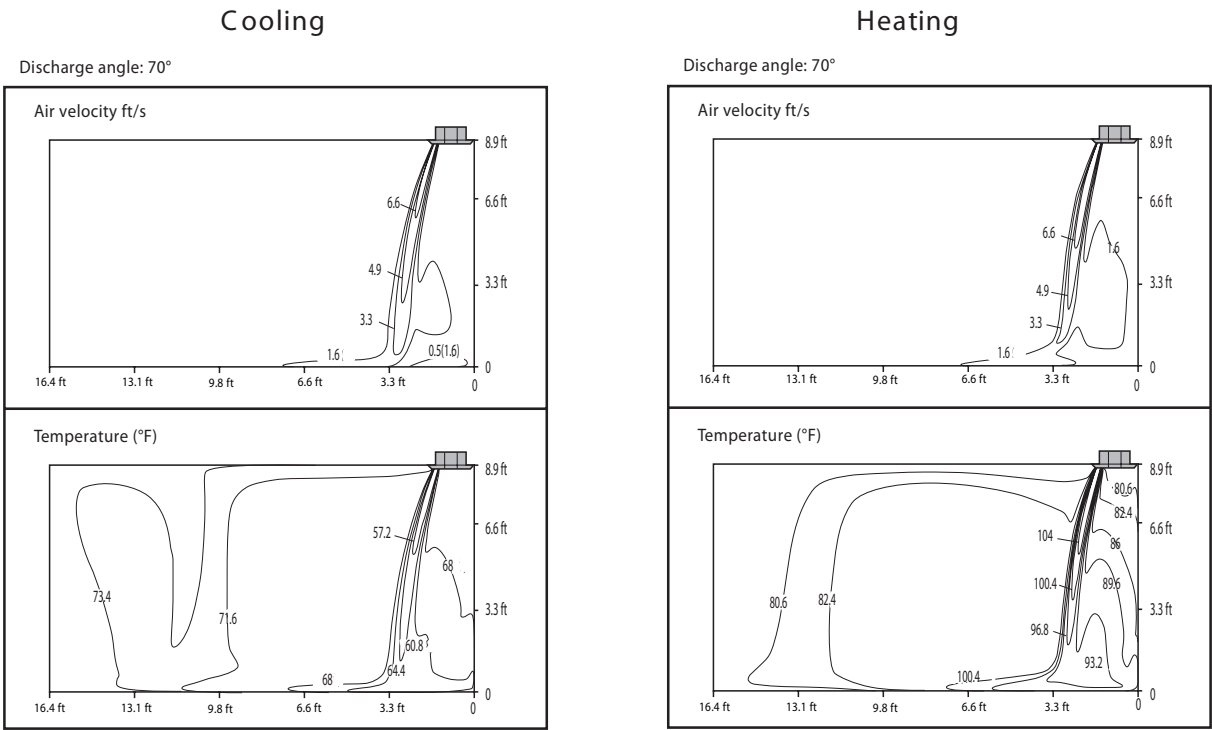 Cooling
Heating
Discharge angle: 70°
Discharge angle: 70°
Air velocity ft/s
8.9 ft
6.6
6.6 ft
4.9
3.3 ft
3.3
1.6
0.5(1.6)
0
16.4 ft 13.1 ft 9.8 ft 6.6 ft 3.3 ft 0
Air velocity ft/s
8.9 ft
6.6 ft
6.6
1.6
4.9
3.3 ft
3.3
1.6
0
16.4 ft 13.1 ft 9.8 ft 6.6 ft 3.3 ft 0
Temperature (°F)
8.9 ft
57.2
6.6 ft
68
73.4
71.6
3.3 ft
60.8
64.4
68
0
16.4 ft 13.1 ft 9.8 ft 6.6 ft 3.3 ft 0
Temperature (°F)
8.9 ft
80.6
82.4
6.6 ft
104
86
100.4
89.6
80.6
82.4
3.3 ft
96.8
93.2
100.4
0
16.4 ft 13.1 ft 9.8 ft 6.6 ft 3.3 ft 0